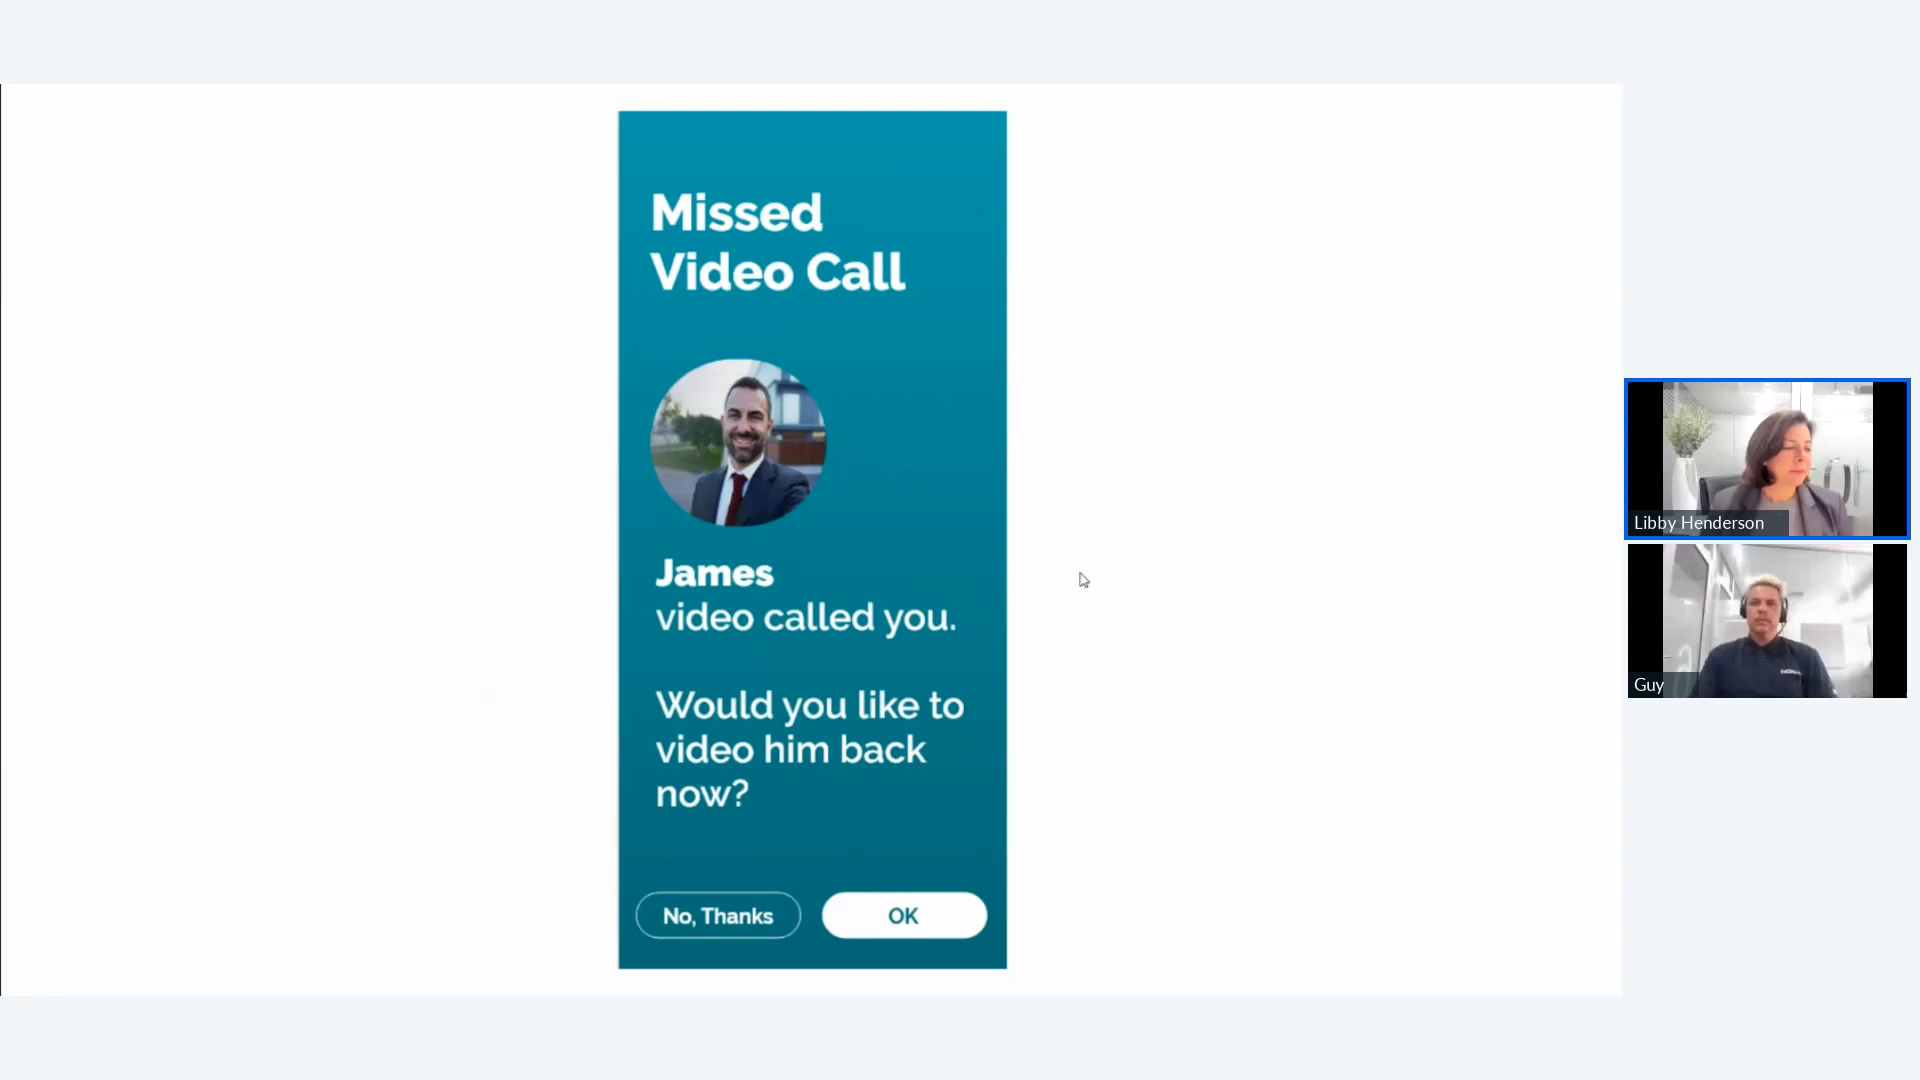 Missed
Video Call
James
video called you.
Would you like to
video him back
now?
No, Thanks
OK
Libby Henderson
Guy